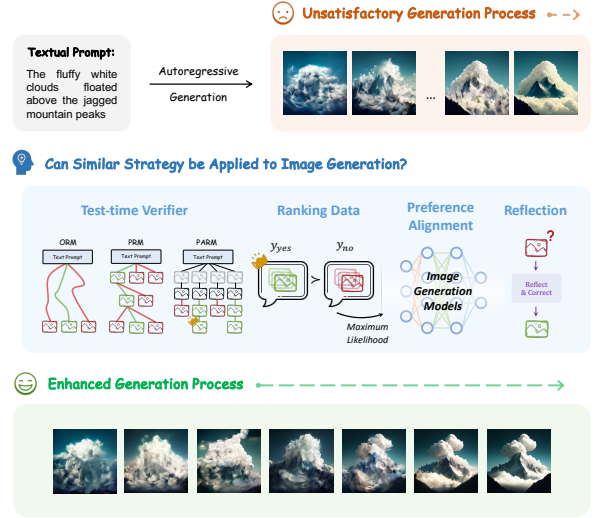 Unsatisfactory Generation Process
Textual Prompt:
The fluffy white
clouds floated
above the jagged
mountain peaks
Autoregressive
Generation
...
Can Similar Strategy be Applied to Image Generation?
Test-time Verifier
Ranking Data
Preference
Alignment
Reflection
ORM
PRM
PARM
Text Prompt
Text Prompt
Text Prompt
y_yes
y_no
≻
Maximum
Likelihood
Image
Generation
Models
?
Reflect
& Correct
Enhanced Generation Process